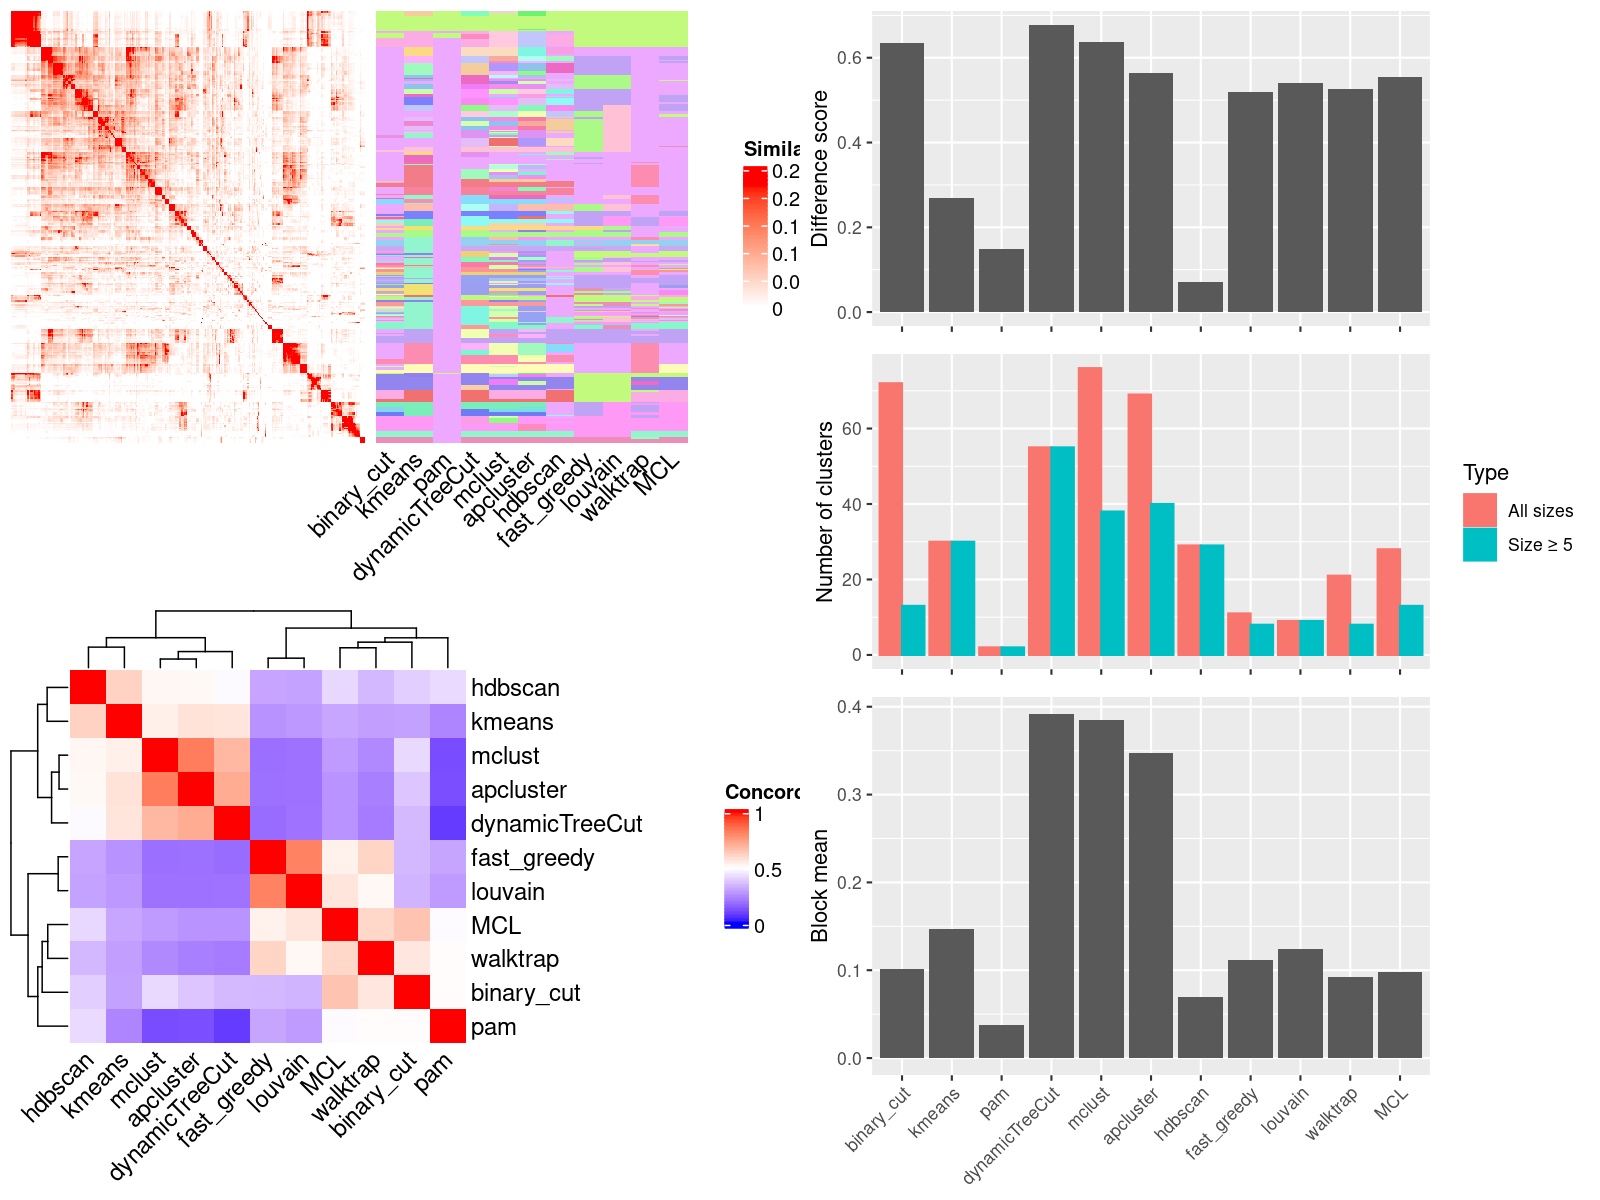 Simila
0.2
0.2
0.1
0.1
0.0
0
binary_cut
kmeans
pam
dynamicTreeCut
mclust
apcluster
hdbscan
fast_greedy
louvain
walktrap
MCL
hdbscan
kmeans
mclust
apcluster
dynamicTreeCut
fast_greedy
louvain
MCL
walktrap
binary_cut
pam
hdbscan
kmeans
mclust
apcluster
dynamicTreeCut
fast_greedy
louvain
MCL
walktrap
binary_cut
pam
Concord
1
0.5
0
Difference score
0.6
0.4
0.2
0.0
Number of clusters
60
40
20
0
Type
All sizes
Size ≥ 5
Block mean
0.4
0.3
0.2
0.1
0.0
binary_cut
kmeans
pam
dynamicTreeCut
mclust
apcluster
hdbscan
fast_greedy
louvain
walktrap
MCL